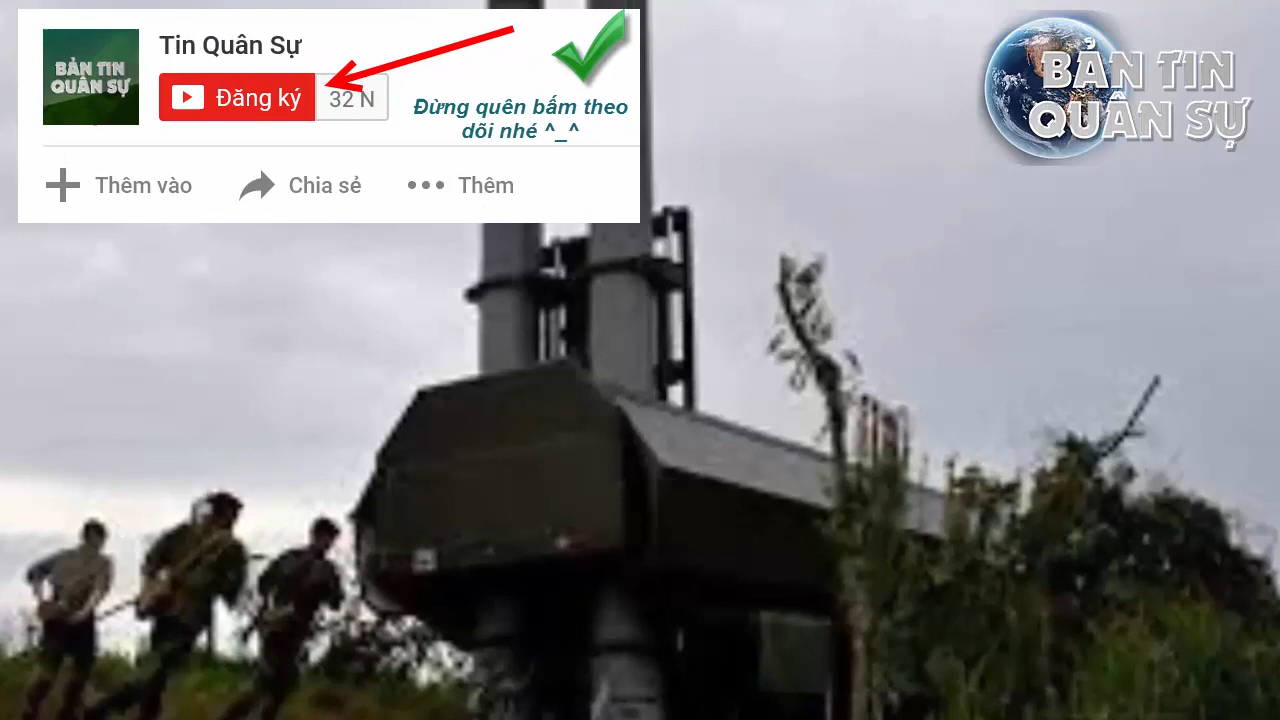 BẢN TIN
QUÂN SỰ
Tin Quân Sự
Đăng ký
32 N
Đừng quên bấm theo
dõi nhé ^_^
Thêm vào
Chia sẻ
Thêm
BẢN TIN
QUÂN SỰ